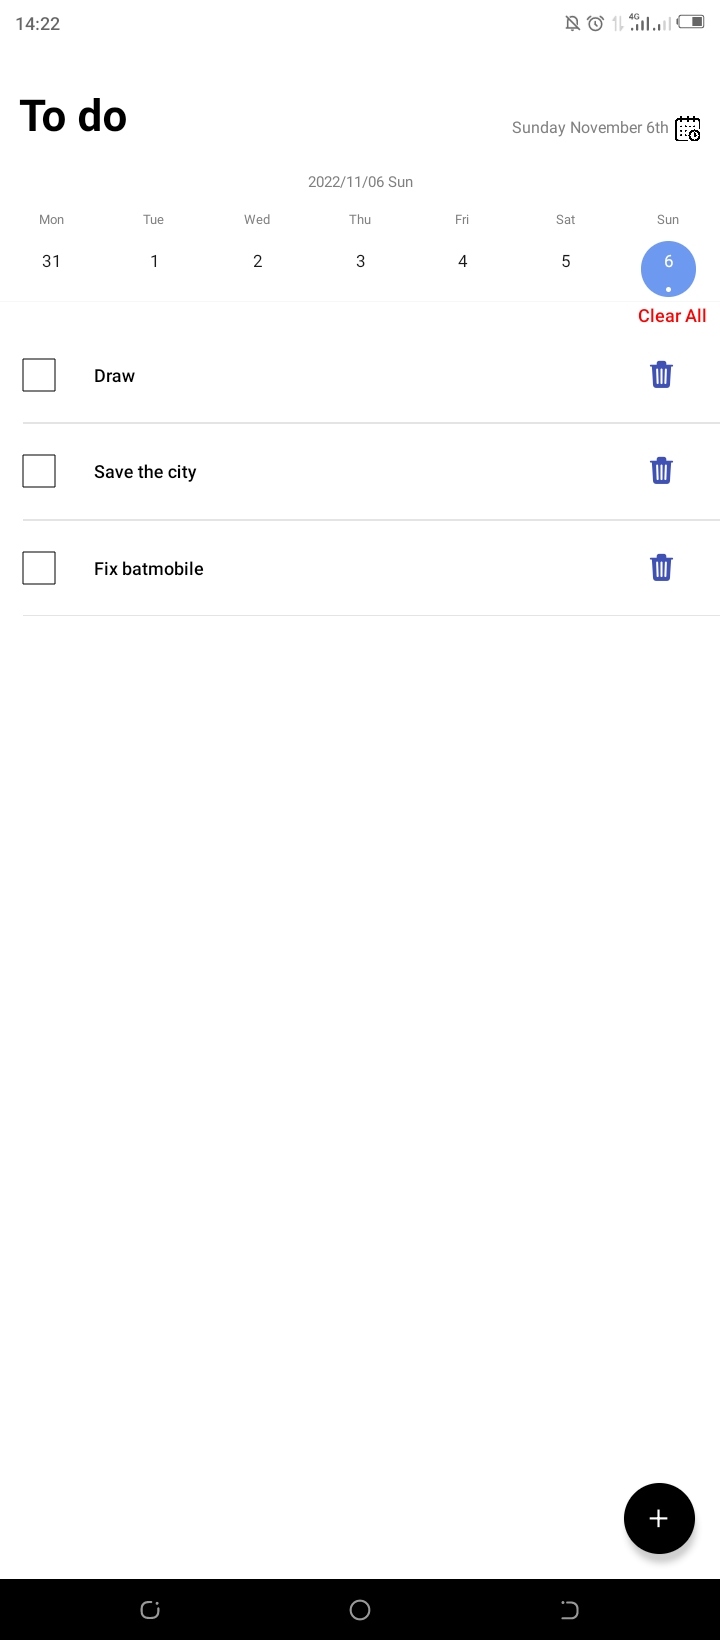 14:22
4G
To do
Sunday November 6th
2022/11/06 Sun
Mon Tue Wed Thu Fri Sat Sun
31 1 2 3 4 5 6
Clear All
Draw
Save the city
Fix batmobile
+